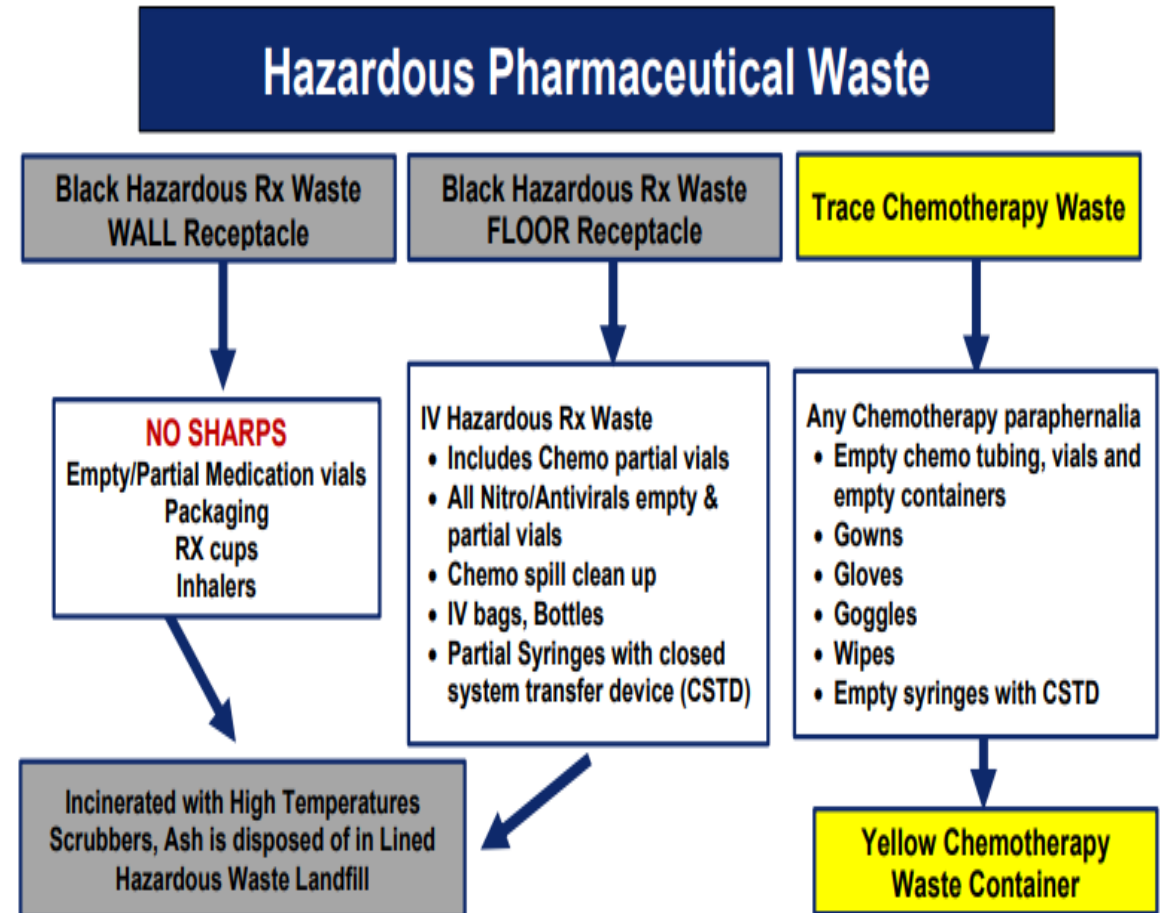 Hazardous Pharmaceutical Waste
Black Hazardous Rx Waste
WALL Receptacle
Black Hazardous Rx Waste
FLOOR Receptacle
Trace Chemotherapy Waste
NO SHARPS
Empty/Partial Medication vials
Packaging
RX cups
Inhalers
IV Hazardous Rx Waste
• Includes Chemo partial vials
• All Nitro/Antivirals empty &
partial vials
• Chemo spill clean up
• IV bags, Bottles
• Partial Syringes with closed
system transfer device (CSTD)
Any Chemotherapy paraphernalia
• Empty chemo tubing, vials and
empty containers
• Gowns
• Gloves
• Goggles
• Wipes
• Empty syringes with CSTD
Incinerated with High Temperatures
Scrubbers, Ash is disposed of in Lined
Hazardous Waste Landfill
Yellow Chemotherapy
Waste Container